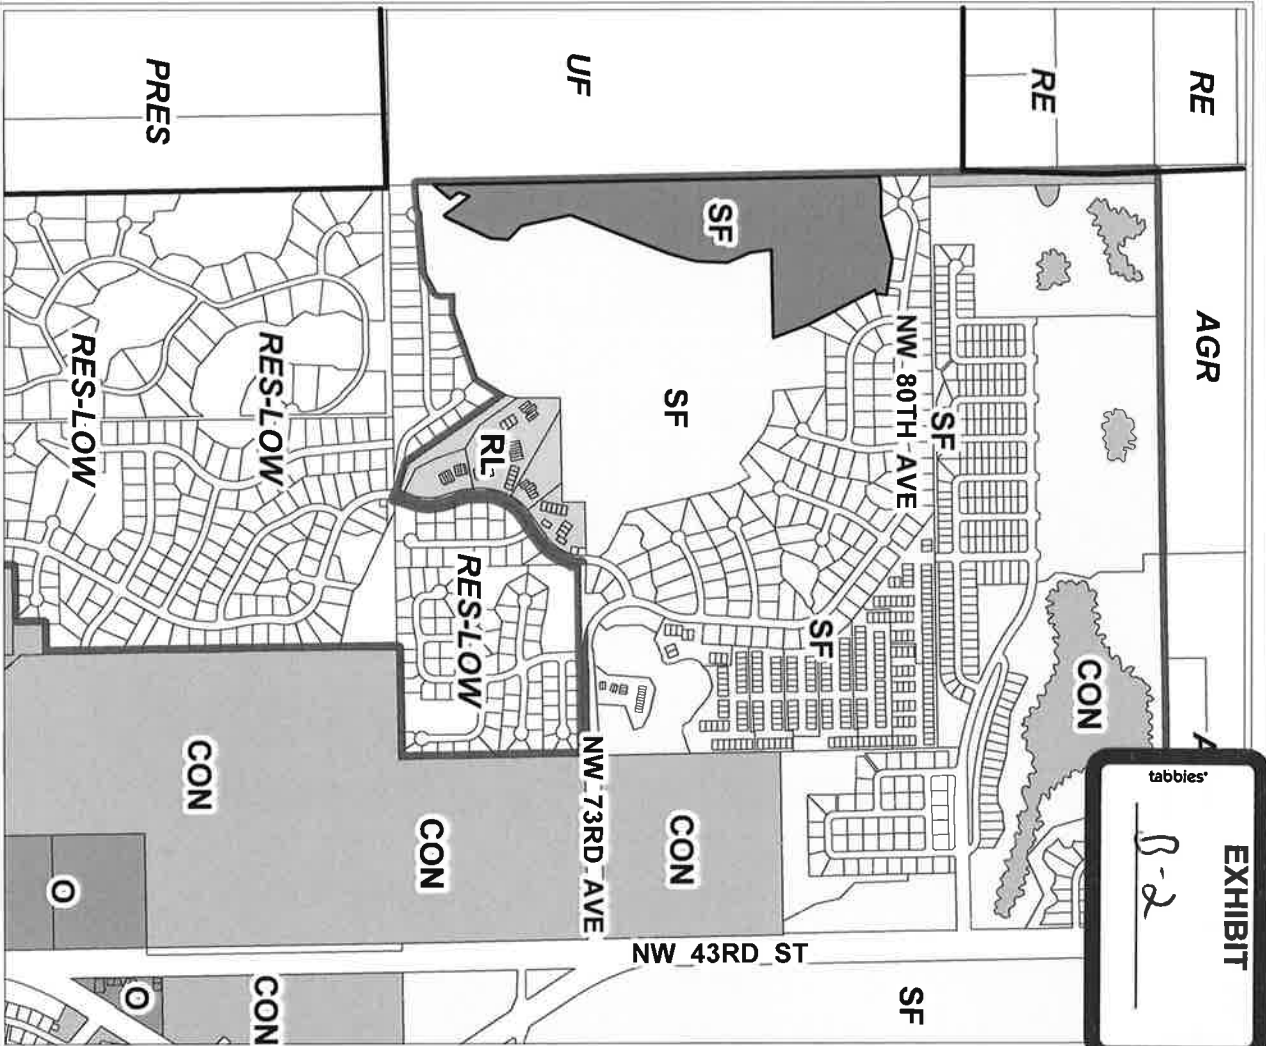 PRES
UF
RE
RE
AGR
SF
SF
NW 80TH AVE
SF
RES-LOW
RES-LOW
RL
RES-LOW
SF
CON
CON
CON
CON
NW 73RD AVE
O
NW 43RD ST
O
CON
SF
A
tabbies
EXHIBIT
B-2